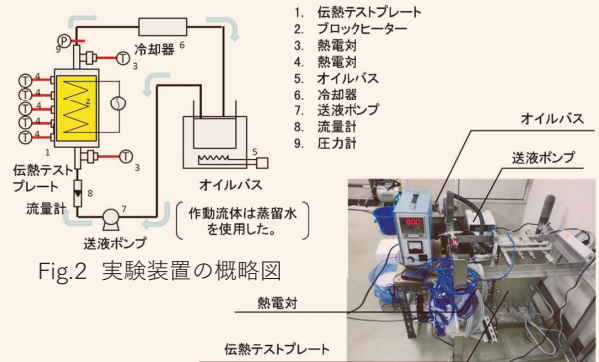 P
9
冷却器 6
T
3
T 4
T 4
T 4
T 4
T 4
2
1
T
3
伝熱テスト
プレート
8
流量計
7
送液ポンプ
5
オイルバス
作動流体は蒸留水
を使用した。
Fig.2 実験装置の概略図
1. 伝熱テストプレート
2. ブロックヒーター
3. 熱電対
4. 熱電対
5. オイルバス
6. 冷却器
7. 送液ポンプ
8. 流量計
9. 圧力計
オイルバス
送液ポンプ
熱電対
伝熱テストプレート